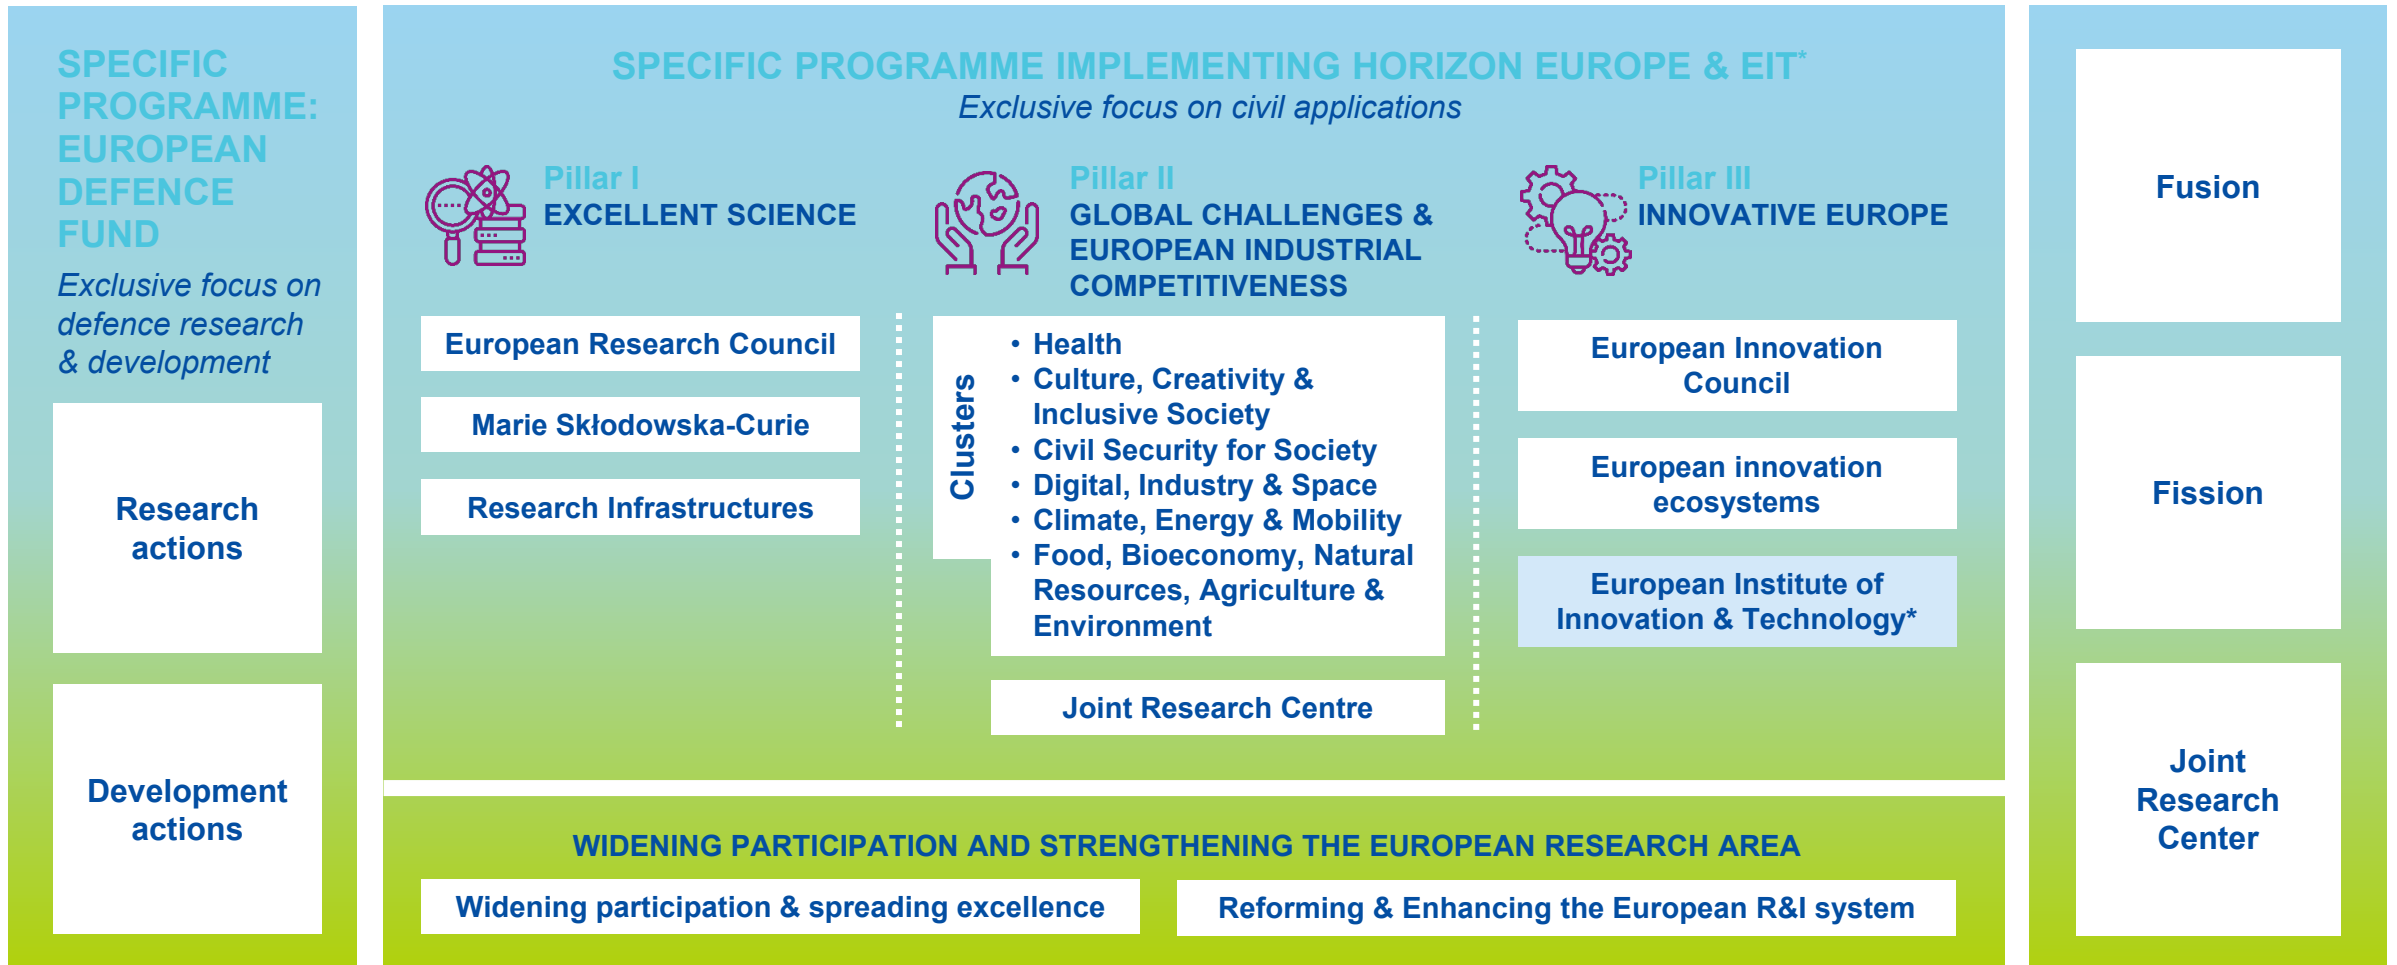 SPECIFIC
PROGRAMME:
EUROPEAN
DEFENCE
FUND
Exclusive focus on
defence research
& development
Research
actions
Development
actions
SPECIFIC PROGRAMME IMPLEMENTING HORIZON EUROPE & EIT*
Exclusive focus on civil applications
Pillar I
EXCELLENT SCIENCE
European Research Council
Marie Skłodowska-Curie
Research Infrastructures
Pillar II
GLOBAL CHALLENGES &
EUROPEAN INDUSTRIAL
COMPETITIVENESS
Clusters
• Health
• Culture, Creativity &
Inclusive Society
• Civil Security for Society
• Digital, Industry & Space
• Climate, Energy & Mobility
• Food, Bioeconomy, Natural
Resources, Agriculture &
Environment
Joint Research Centre
Pillar III
INNOVATIVE EUROPE
European Innovation
Council
European innovation
ecosystems
European Institute of
Innovation & Technology*
WIDENING PARTICIPATION AND STRENGTHENING THE EUROPEAN RESEARCH AREA
Widening participation & spreading excellence
Reforming & Enhancing the European R&I system
Fusion
Fission
Joint
Research
Center